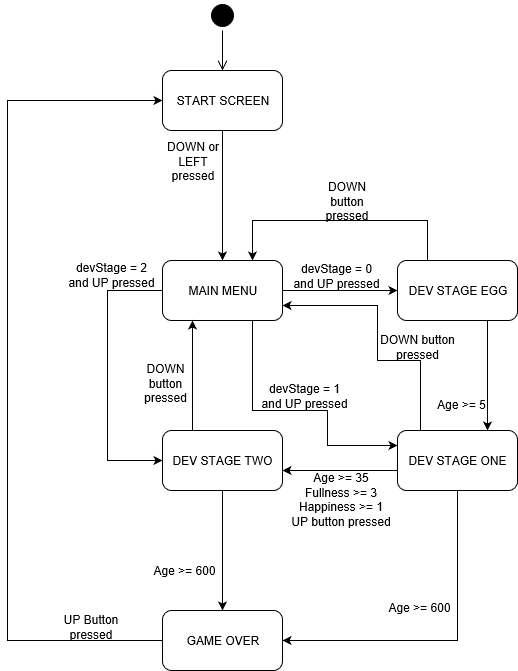 START SCREEN
DOWN or
LEFT
pressed
DOWN
button
pressed
devStage = 2
and UP pressed
devStage = 0
and UP pressed
MAIN MENU
DEV STAGE EGG
DOWN button
pressed
DOWN
button
pressed
devStage = 1
and UP pressed
Age >= 5
DEV STAGE TWO
DEV STAGE ONE
Age >= 35
Fullness >= 3
Happiness >= 1
UP button pressed
Age >= 600
Age >= 600
UP Button
pressed
GAME OVER